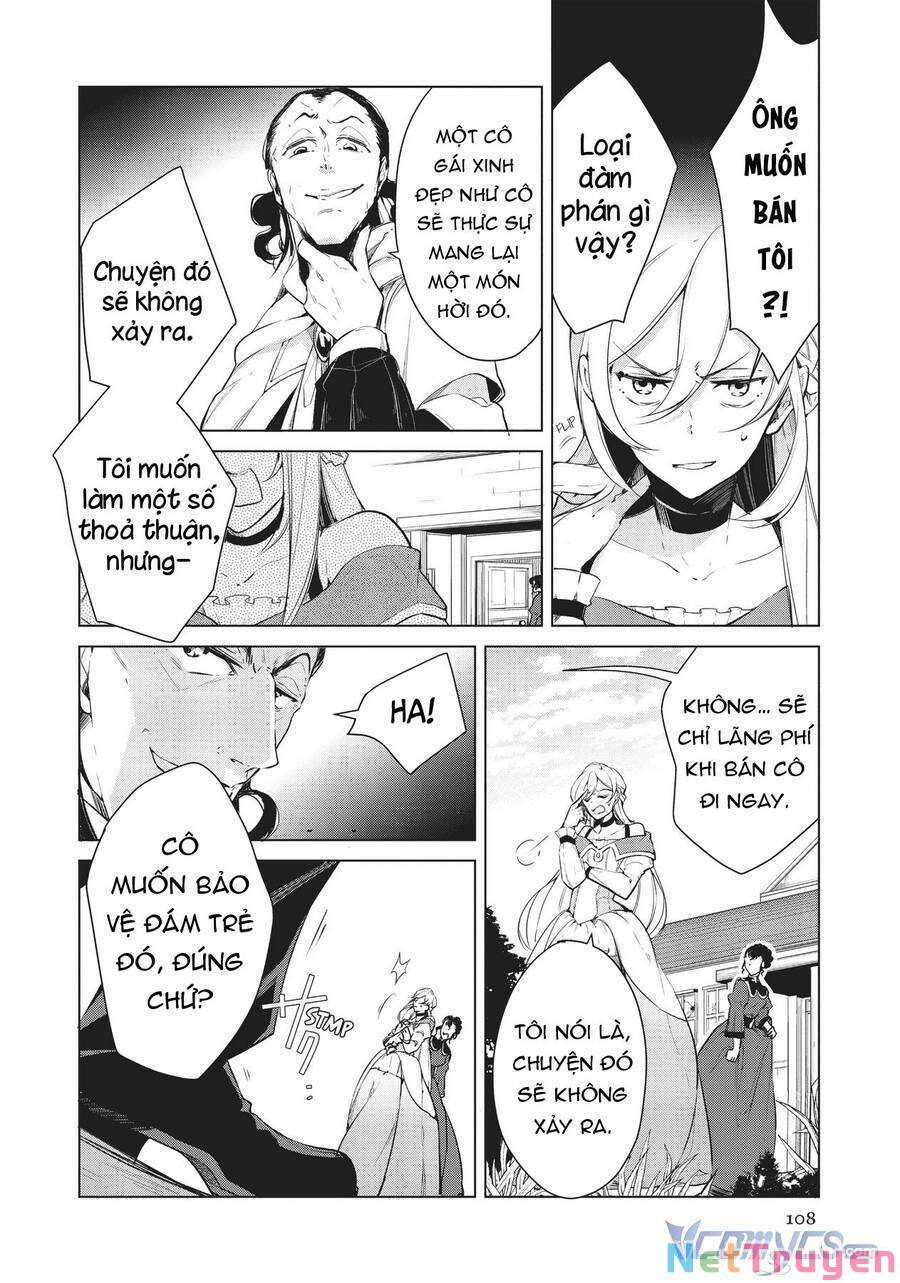 ÔNG
MUỐN
BÁN
TÔI
?!
Loại
đàm
phán gì
vậy?
FLIP
MỘT CÔ
GÁI XINH
ĐẸP NHƯ CÔ
SẼ THỰC SỰ
MANG LẠI
MỘT MÓN
HỜI ĐÓ.
Chuyện đó
sẽ không
xảy ra.
Tôi muốn
làm một số
thoả thuận,
nhưng-
KHÔNG... SẼ
CHỈ LÃNG PHÍ
KHI BÁN CÔ
ĐI NGAY.
TÔI NÓI LÀ,
CHUYỆN ĐÓ
SẼ KHÔNG
XẢY RA.
HA!
CÔ
MUỐN BẢO
VỆ ĐÁM TRẺ
ĐÓ, ĐÚNG
CHỨ?
STMP
108
NetTruyen